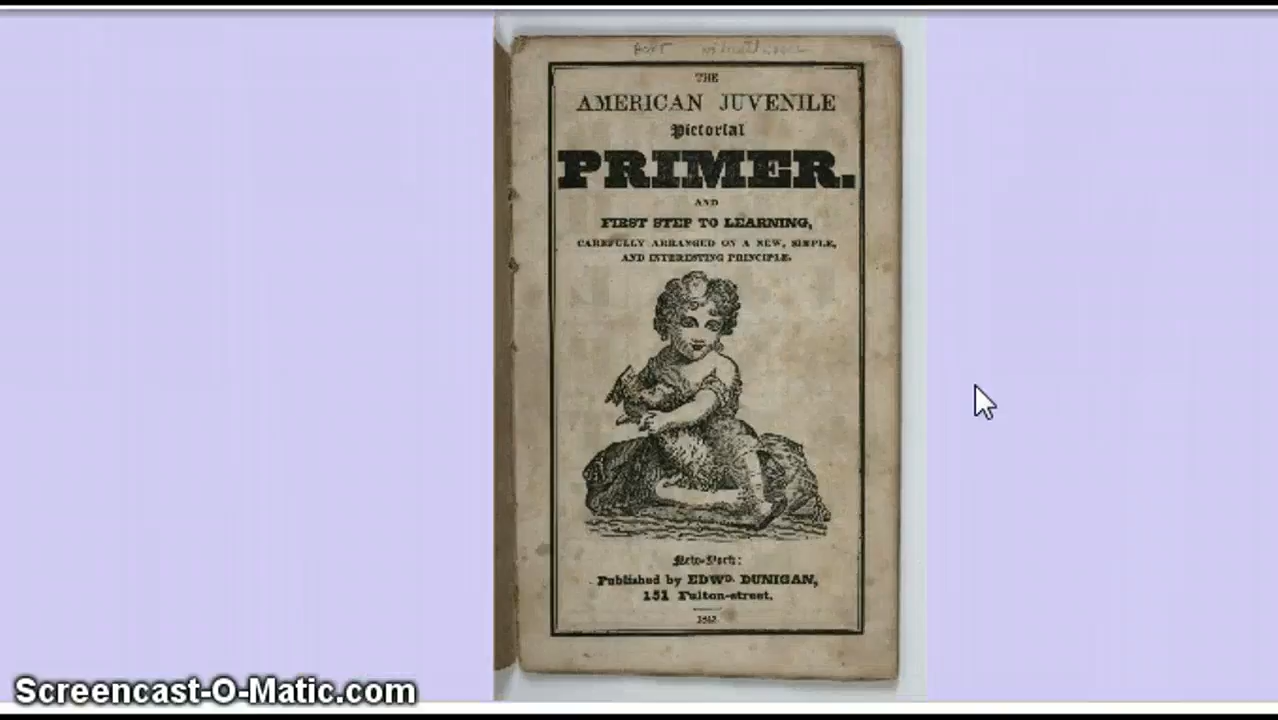 THE
AMERICAN JUVENILE
Pictorial
PRIMER.
AND
FIRST STEP TO LEARNING,
CAREFULLY ARRANGED ON A NEW, SIMPLE,
AND INTERESTING PRINCIPLE.
New-York:
Published by EDWD. DUNIGAN,
151 Fulton-street.
Screencast-O-Matic.com